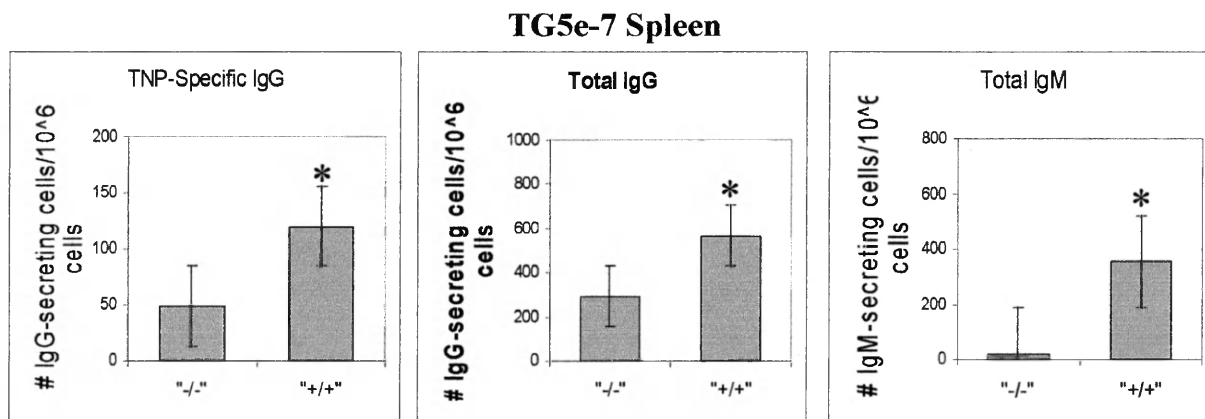 TG5e-7 Spleen
TNP-Specific IgG
# IgG-secreting cells/10^6
cells
200
150
100
50
0
*
"-/-"
"+/+"
Total IgG
# IgG-secreting cells/10^6
cells
1000
800
600
400
200
0
*
"-/-"
"+/+"
Total IgM
# IgM-secreting cells/10^6
cells
800
600
400
200
0
*
"-/-"
"+/+"